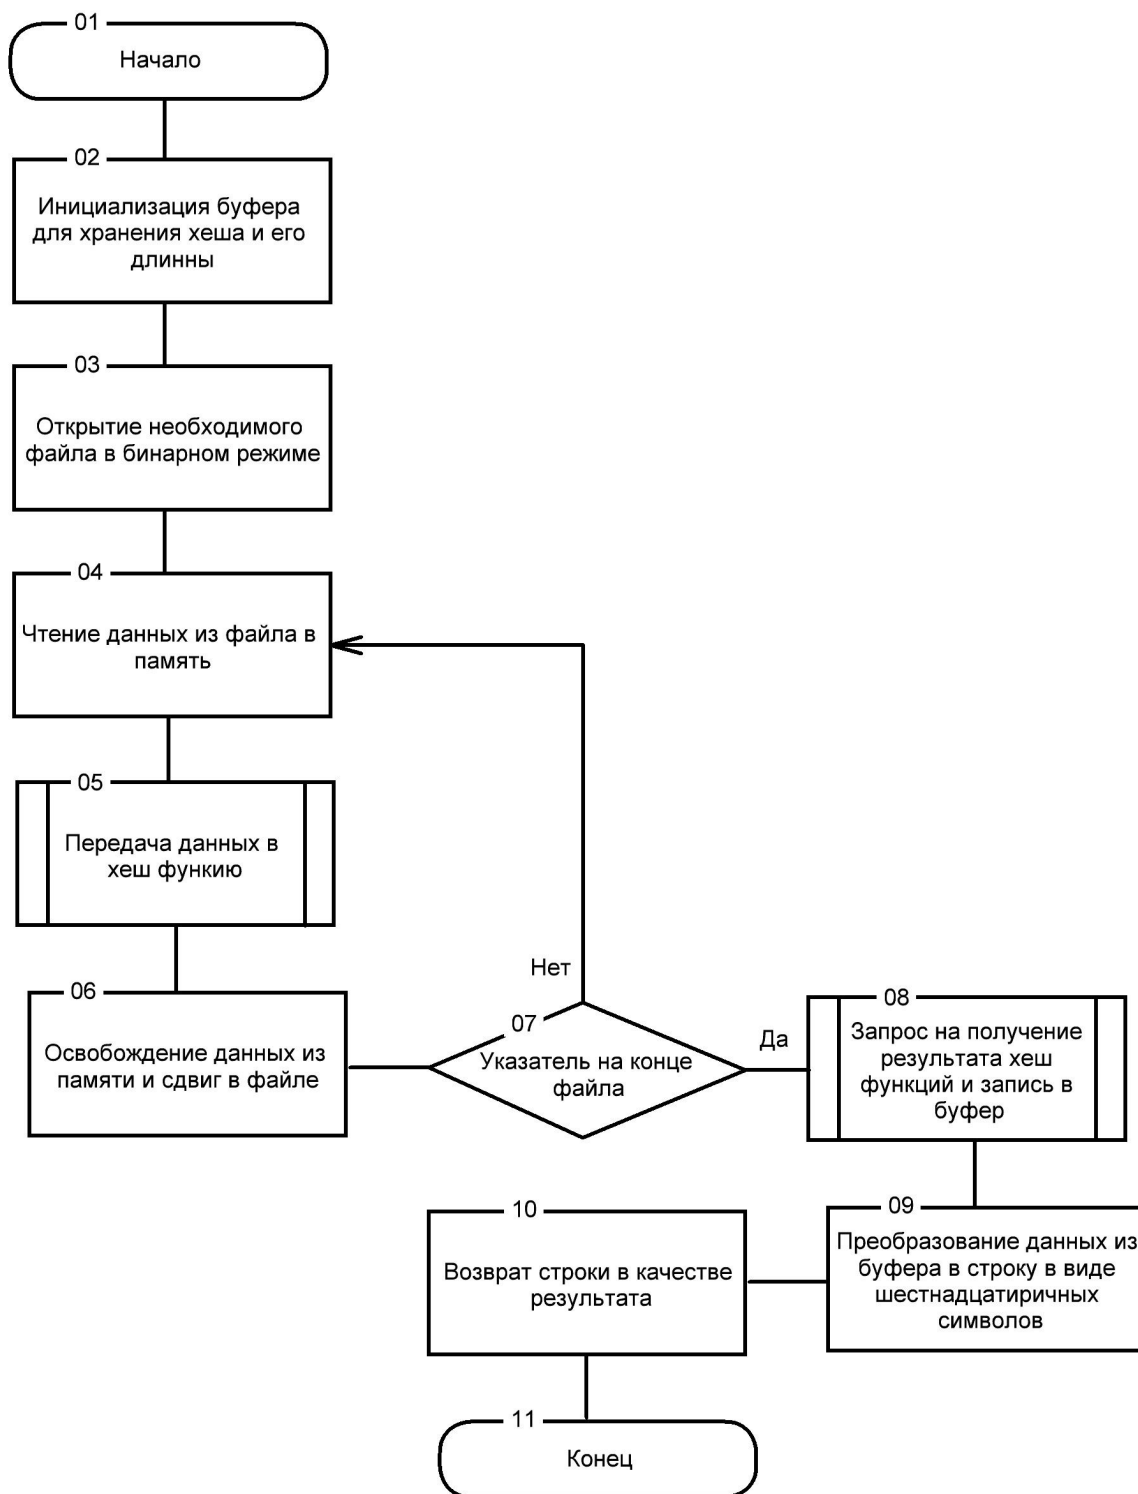 01
Начало
02
Инициализация буфера
для хранения хеша и его
длинны
03
Открытие необходимого
файла в бинарном режиме
04
Чтение данных из файла в
память
05
Передача данных в
хеш функию
06
Освобождение данных из
памяти и сдвиг в файле
Нет
07
Указатель на конце
файла
Да
08
Запрос на получение
результата хеш
функций и запись в
буфер
09
Преобразование данных из
буфера в строку в виде
шестнадцатиричных
символов
10
Возврат строки в качестве
результата
11
Конец